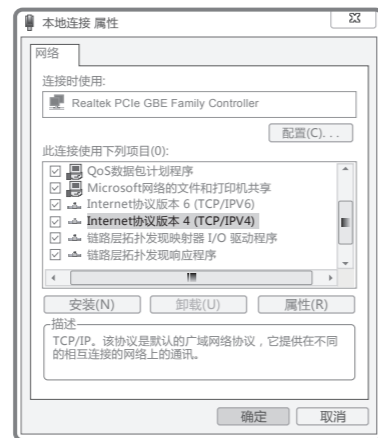 本地连接 属性
网络
连接时使用:
Realtek PCIe GBE Family Controller
配置(C). . .
此连接使用下列项目(0):
QoS数据包计划程序
Microsoft网络的文件和打印机共享
Internet协议版本 6 (TCP/IPV6)
Internet协议版本 4 (TCP/IPV4)
链路层拓扑发现映射器 I/O 驱动程序
链路层拓扑发现响应程序
安装(N) 卸载(U) 属性(R)
描述
TCP/IP。该协议是默认的广域网络协议，它提供在不同
的相互连接的网络上的通讯。
确定 取消